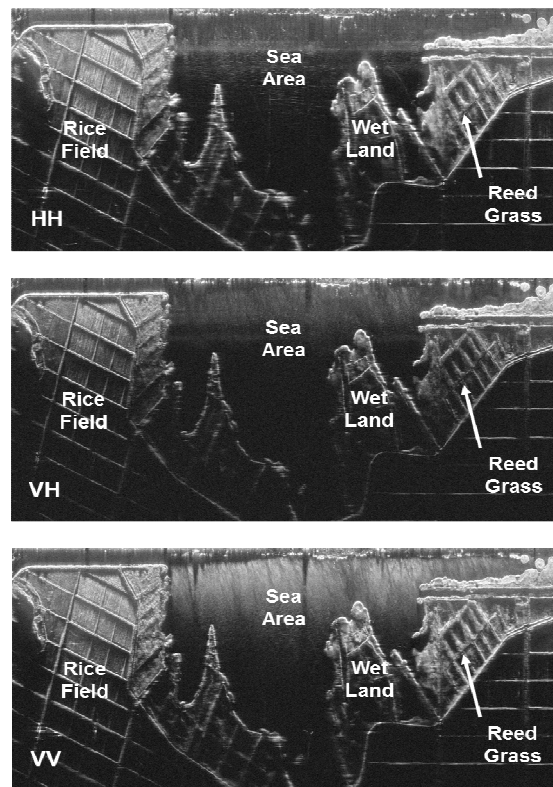 Sea
Area
Rice
Field
Wet
Land
Reed
Grass
HH
Sea
Area
Rice
Field
Wet
Land
Reed
Grass
VH
Sea
Area
Rice
Field
Wet
Land
Reed
Grass
VV